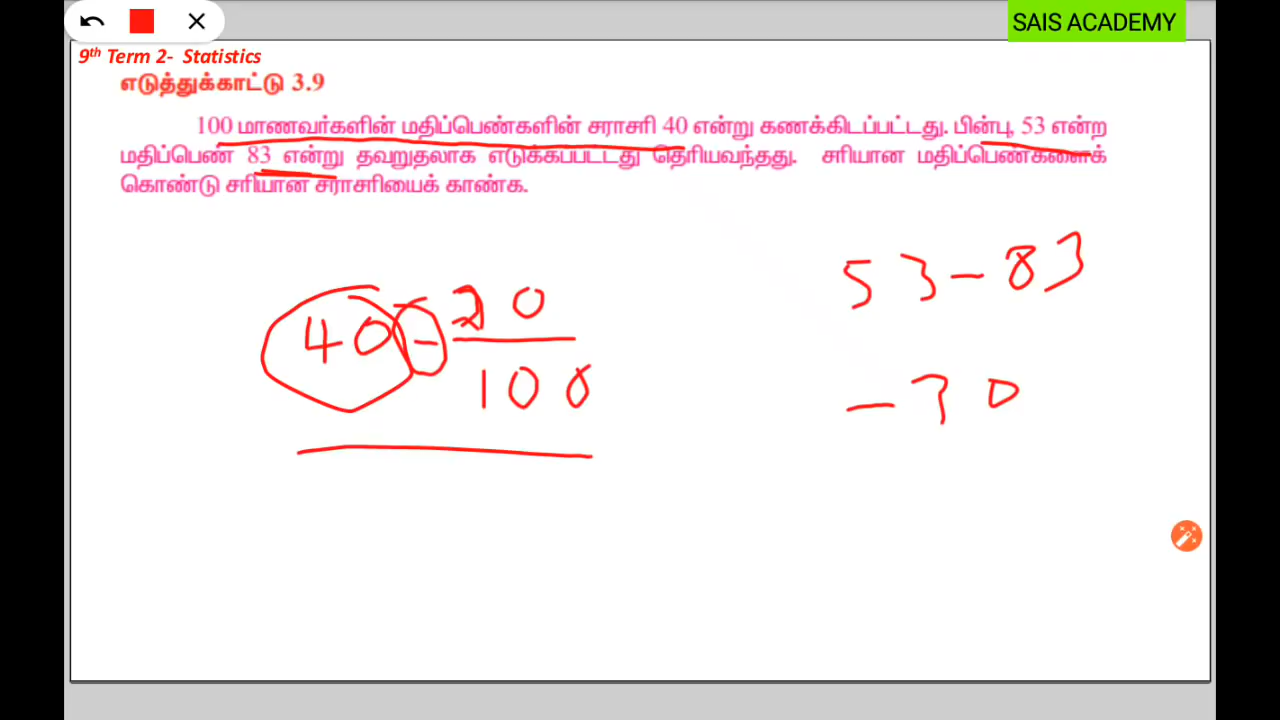 SAIS ACADEMY
9th Term 2- Statistics
எடுத்துக்காட்டு 3.9
100 மாணவர்களின் மதிப்பெண்களின் சராசரி 40 என்று கணக்கிடப்பட்டது. பின்பு, 53 என்ற
மதிப்பெண் 83 என்று தவறுதலாக எடுக்கப்பட்டது தெரியவந்தது. சரியான மதிப்பெண்களைக்
கொண்டு சரியான சராசரியைக் காண்க.
53-83
40 -
100
-30